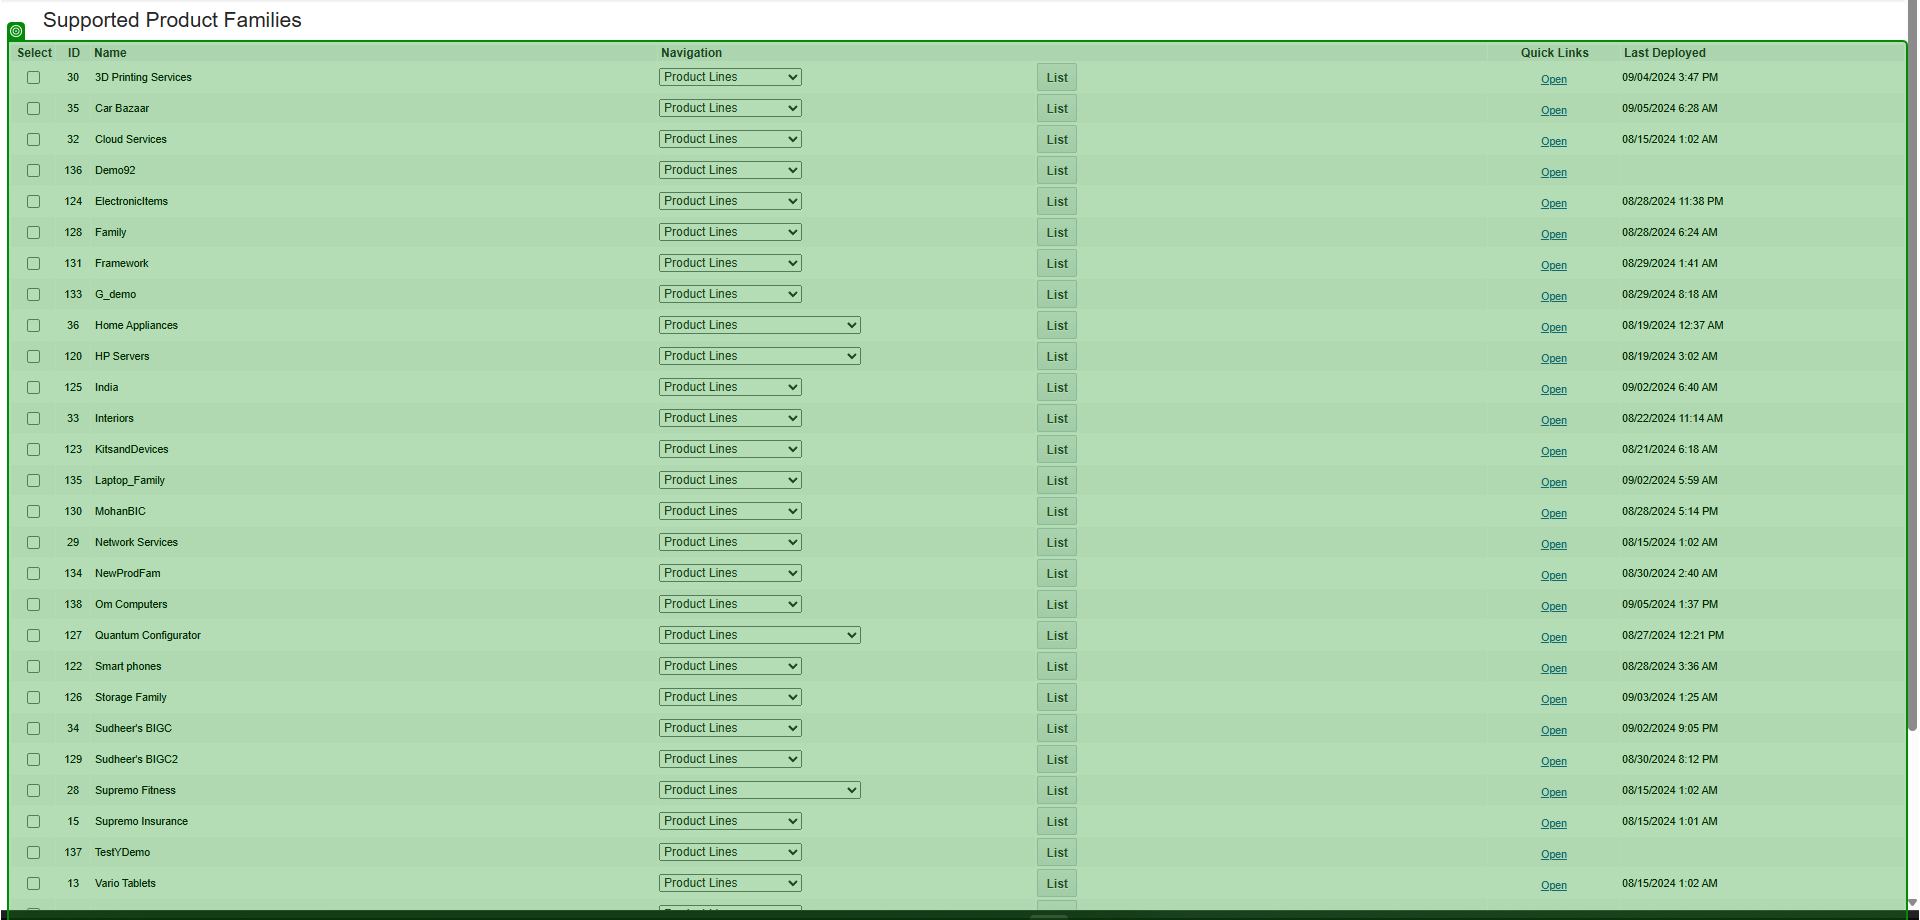 Supported Product Families
Select ID Name Navigation Quick Links Last Deployed
30 3D Printing Services Product Lines List Open 09/04/2024 3:47 PM
35 Car Bazaar Product Lines List Open 09/05/2024 6:28 AM
32 Cloud Services Product Lines List Open 08/15/2024 1:02 AM
136 Demo92 Product Lines List Open
124 ElectronicItems Product Lines List Open 08/28/2024 11:38 PM
128 Family Product Lines List Open 08/28/2024 6:24 AM
131 Framework Product Lines List Open 08/29/2024 1:41 AM
133 G_demo Product Lines List Open 08/29/2024 8:18 AM
36 Home Appliances Product Lines List Open 08/19/2024 12:37 AM
120 HP Servers Product Lines List Open 08/19/2024 3:02 AM
125 India Product Lines List Open 09/02/2024 6:40 AM
33 Interiors Product Lines List Open 08/22/2024 11:14 AM
123 KitsandDevices Product Lines List Open 08/21/2024 6:18 AM
135 Laptop_Family Product Lines List Open 09/02/2024 5:59 AM
130 MohanBIC Product Lines List Open 08/28/2024 5:14 PM
29 Network Services Product Lines List Open 08/15/2024 1:02 AM
134 NewProdFam Product Lines List Open 08/30/2024 2:40 AM
138 Om Computers Product Lines List Open 09/05/2024 1:37 PM
127 Quantum Configurator Product Lines List Open 08/27/2024 12:21 PM
122 Smart phones Product Lines List Open 08/28/2024 3:36 AM
126 Storage Family Product Lines List Open 09/03/2024 1:25 AM
34 Sudheer's BIGC Product Lines List Open 09/02/2024 9:05 PM
129 Sudheer's BIGC2 Product Lines List Open 08/30/2024 8:12 PM
28 Supremo Fitness Product Lines List Open 08/15/2024 1:02 AM
15 Supremo Insurance Product Lines List Open 08/15/2024 1:01 AM
137 TestYDemo Product Lines List Open
13 Vario Tablets Product Lines List Open 08/15/2024 1:02 AM